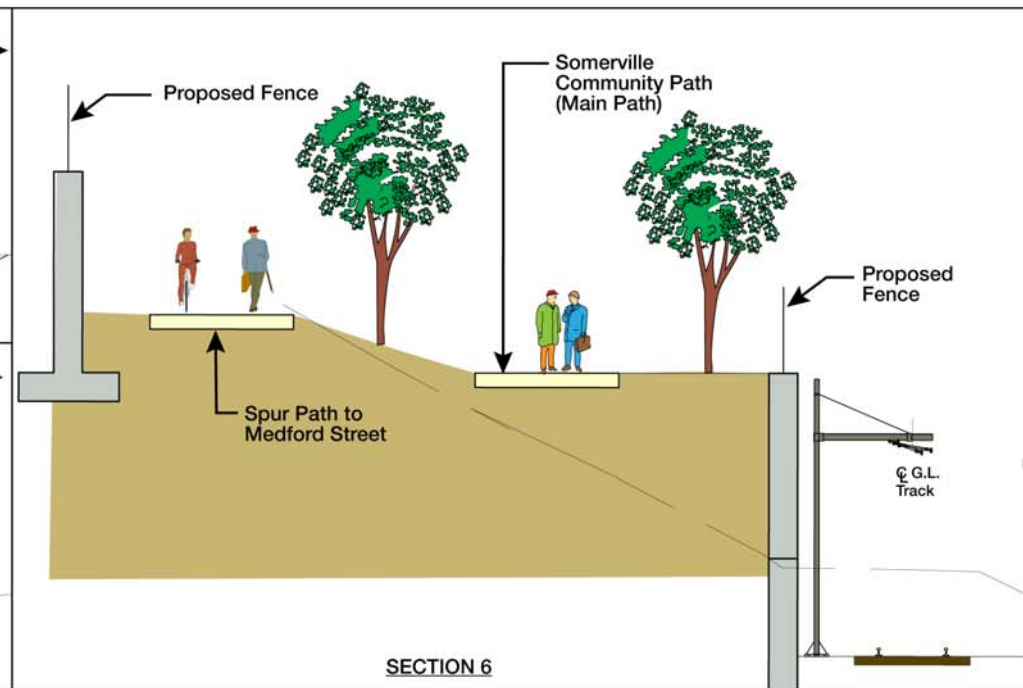 Proposed Fence
Somerville
Community Path
(Main Path)
Proposed
Fence
Spur Path to
Medford Street
℄ G.L.
Track
SECTION 6